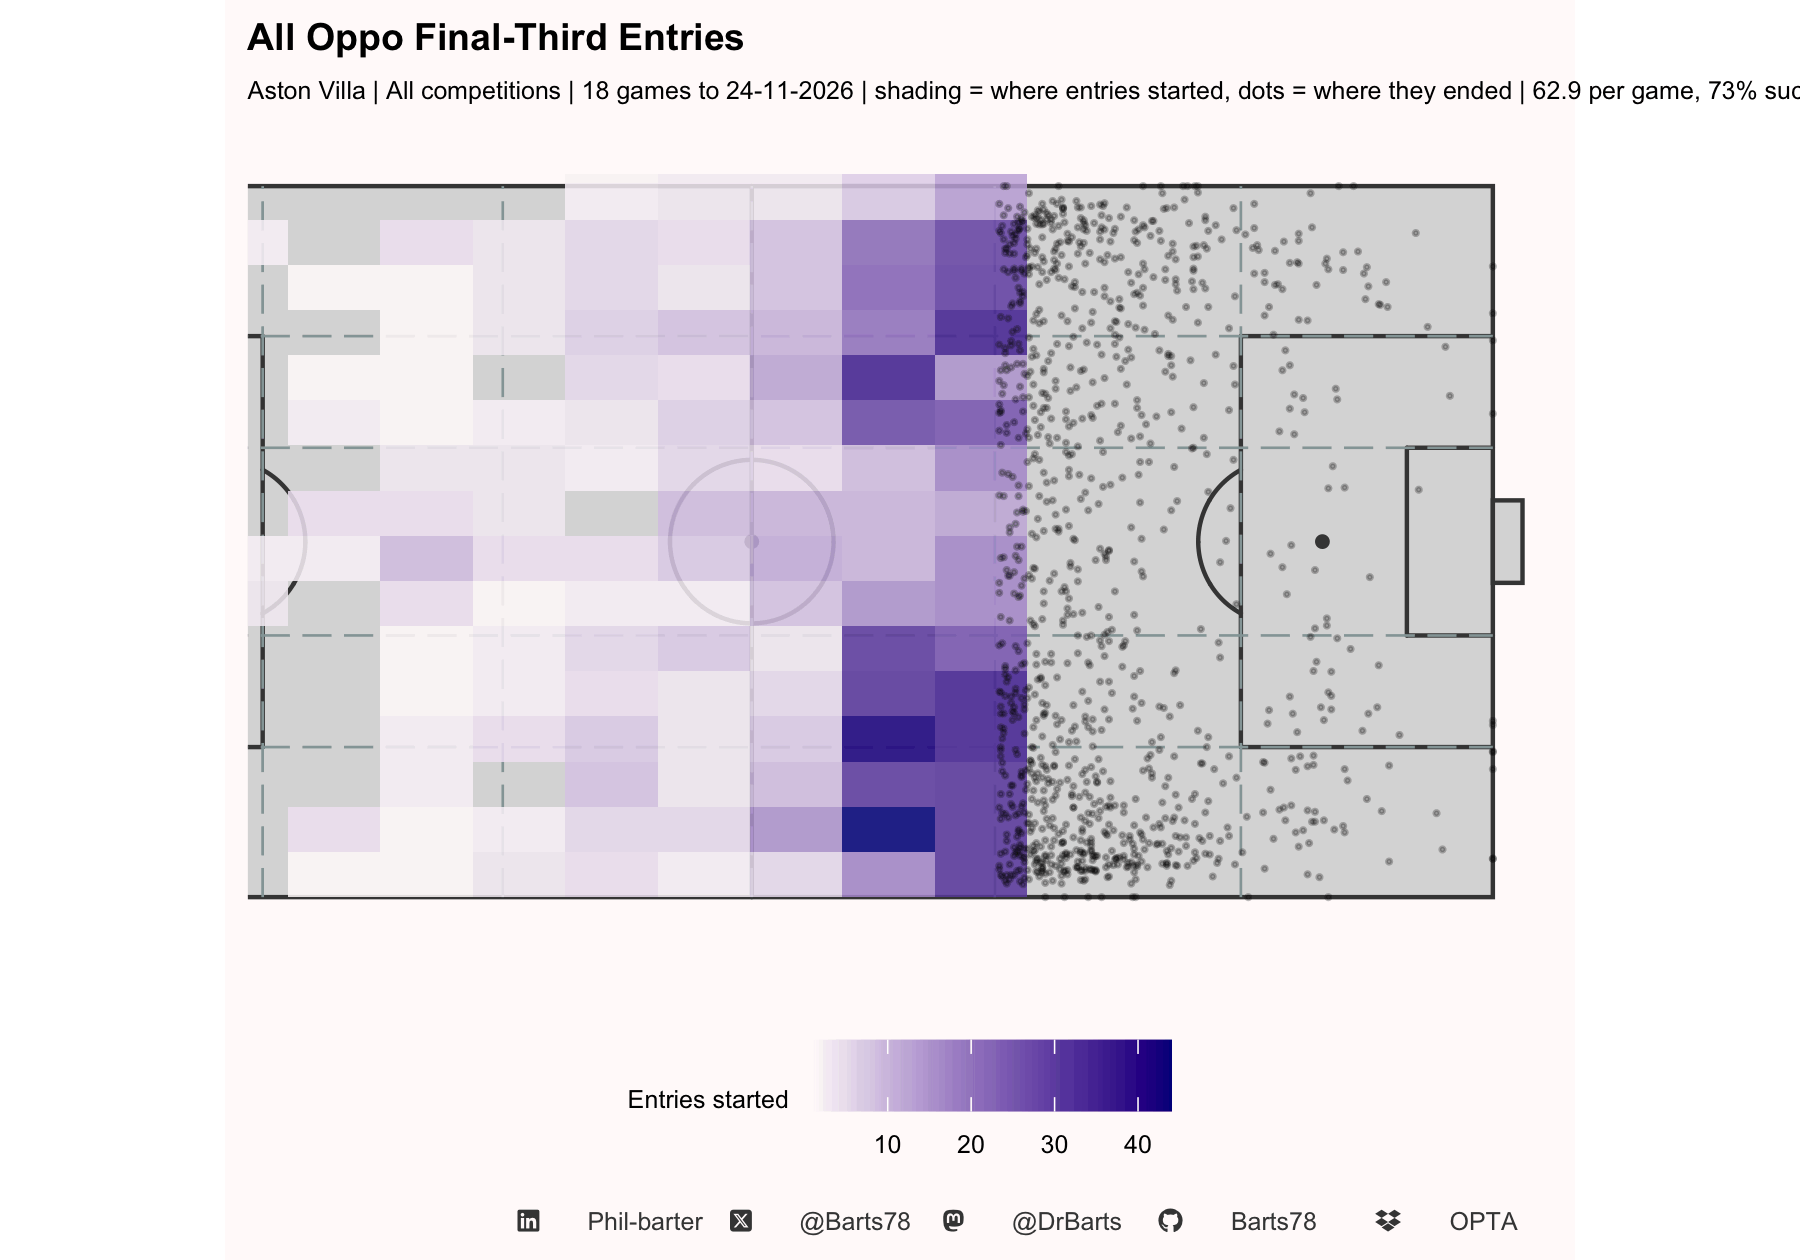 All Oppo Final-Third Entries
Aston Villa | All competitions | 18 games to 24-11-2026 | shading = where entries started, dots = where they ended | 62.9 per game, 73% suc
Entries started
10 20 30 40
Phil-barter @Barts78 @DrBarts Barts78 OPTA